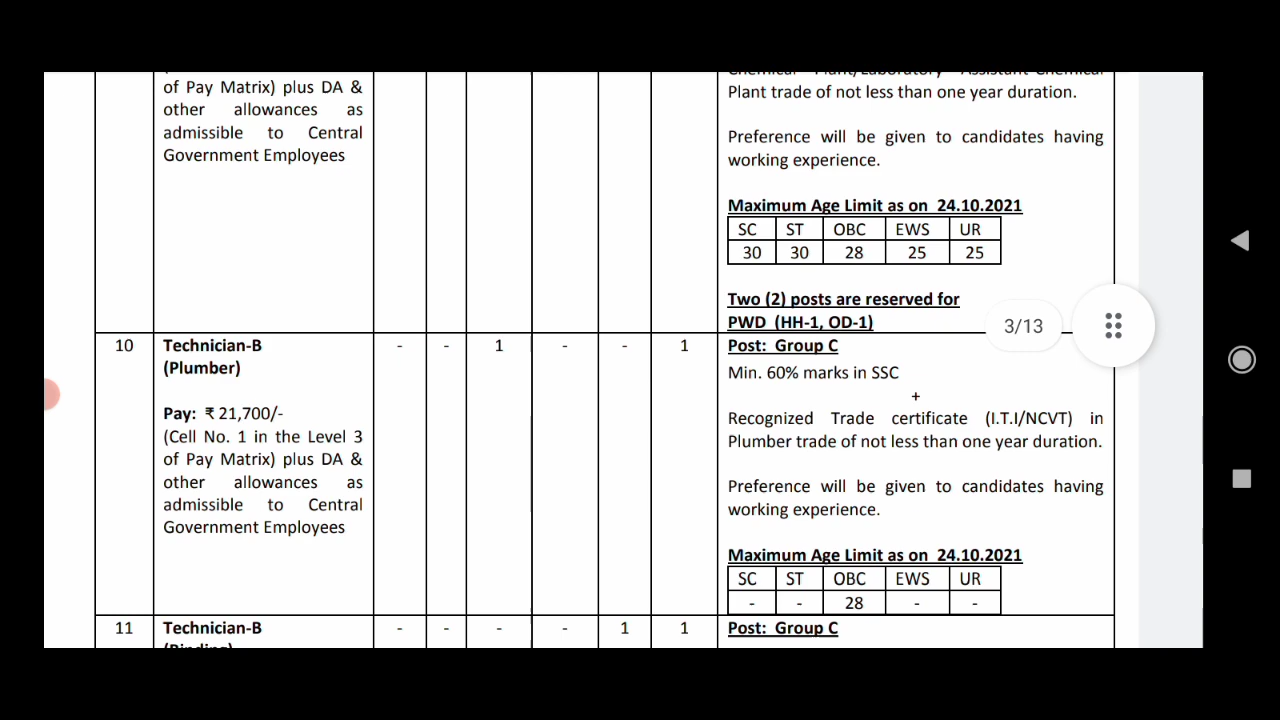 of Pay Matrix) plus DA &
other allowances as
admissible to Central
Government Employees
Chemical Plant/Laboratory Assistant Chemical
Plant trade of not less than one year duration.
Preference will be given to candidates having
working experience.
Maximum Age Limit as on 24.10.2021
SC ST OBC EWS UR
30 30 28 25 25
Two (2) posts are reserved for
PWD (HH-1, OD-1)
3/13
10 Technician-B - - 1 - - 1 Post: Group C
(Plumber)
Pay: ₹ 21,700/-
(Cell No. 1 in the Level 3
of Pay Matrix) plus DA &
other allowances as
admissible to Central
Government Employees
Min. 60% marks in SSC
+
Recognized Trade certificate (I.T.I/NCVT) in
Plumber trade of not less than one year duration.
Preference will be given to candidates having
working experience.
Maximum Age Limit as on 24.10.2021
SC ST OBC EWS UR
- - 28 - -
11 Technician-B - - - - 1 1 Post: Group C
(Binding)